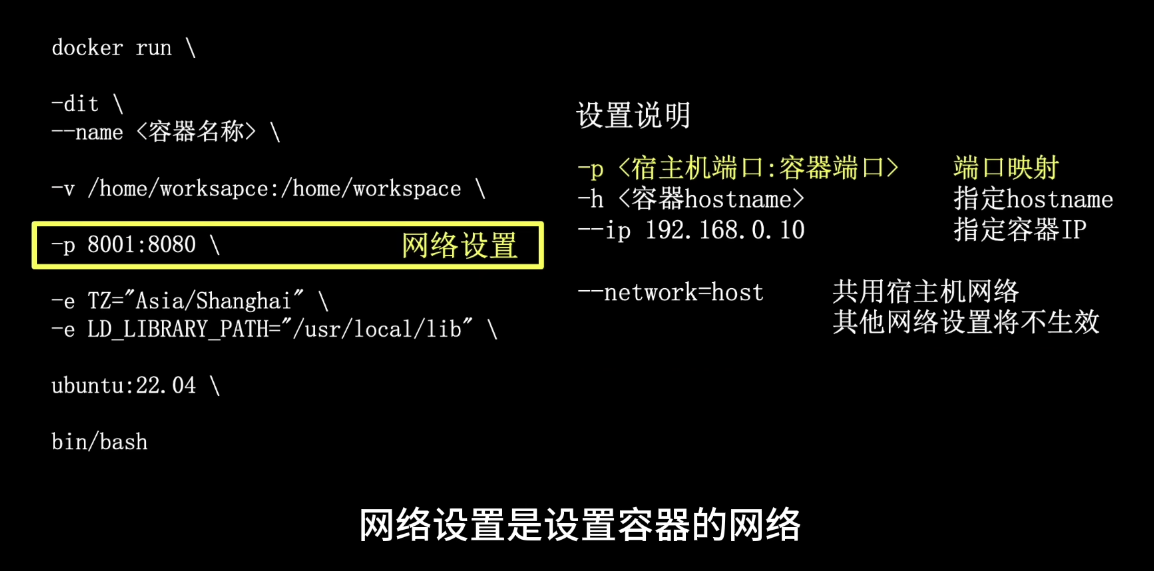 docker run \
-dit \
--name <容器名称> \
-v /home/worksapce:/home/workspace \
-p 8001:8080 \ 网络设置
-e TZ="Asia/Shanghai" \
-e LD_LIBRARY_PATH="/usr/local/lib" \
ubuntu:22.04 \
bin/bash
设置说明
-p <宿主机端口:容器端口> 端口映射
-h <容器hostname> 指定hostname
--ip 192.168.0.10 指定容器IP
--network=host 共用宿主机网络
其他网络设置将不生效
网络设置是设置容器的网络